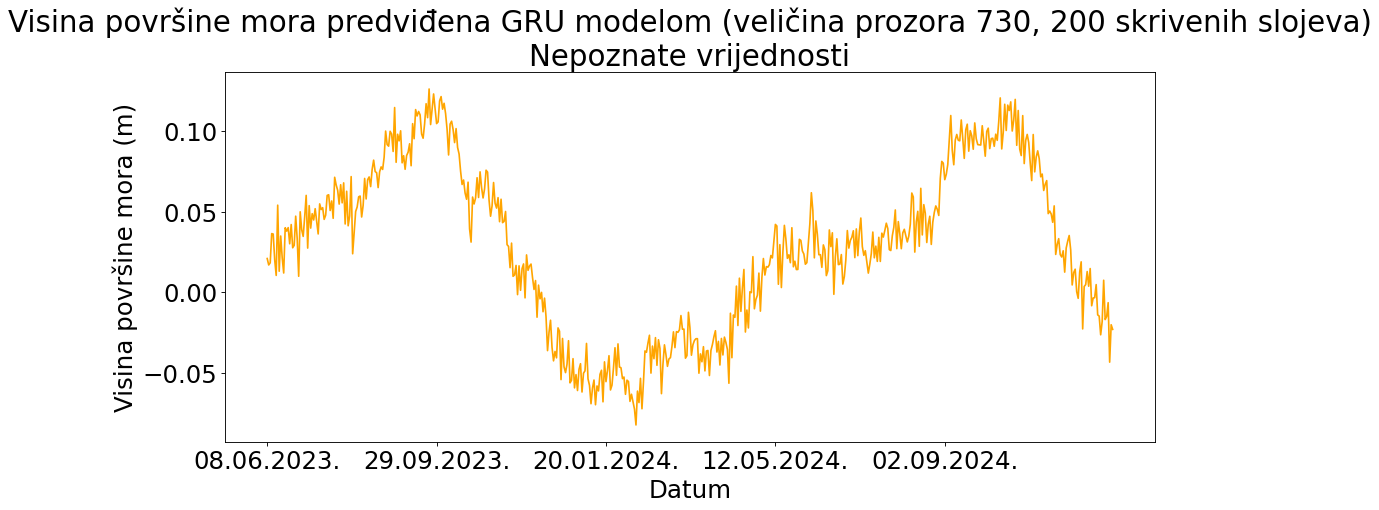 Visina površine mora predviđena GRU modelom (veličina prozora 730, 200 skrivenih slojeva)
Nepoznate vrijednosti
Visina površine mora (m)
0.10
0.05
0.00
−0.05
08.06.2023.
29.09.2023.
20.01.2024.
12.05.2024.
02.09.2024.
Datum